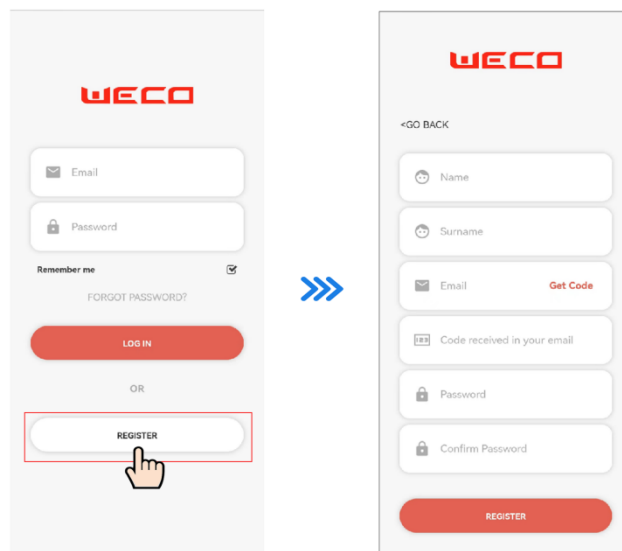 WECO
Email
Password
Remember me
FORGOT PASSWORD?
LOG IN
OR
REGISTER
WECO
<GO BACK
Name
Surname
Email Get Code
123 Code received in your email
Password
Confirm Password
REGISTER